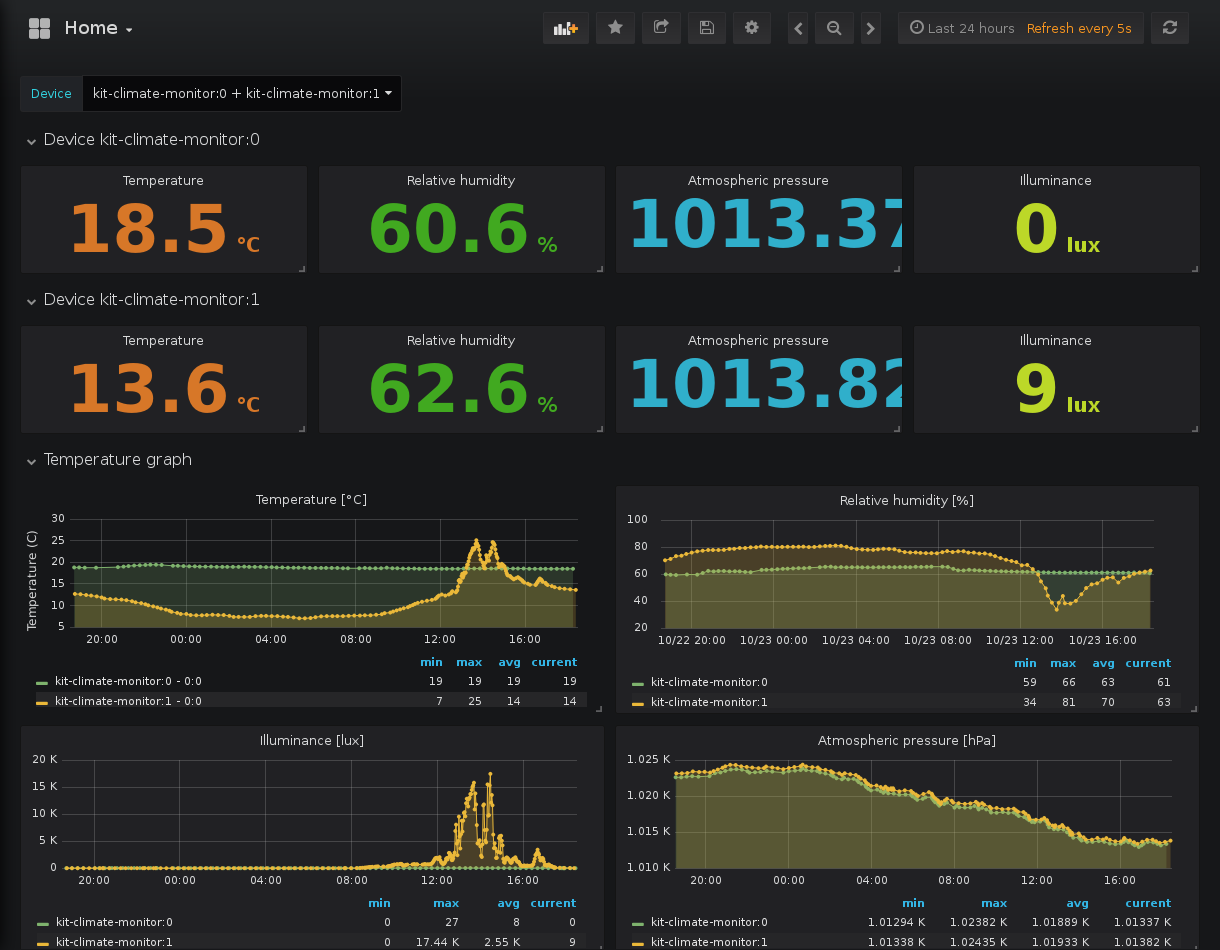 Home
Last 24 hours Refresh every 5s
Device kit-climate-monitor:0 + kit-climate-monitor:1
Device kit-climate-monitor:0
Temperature Relative humidity Atmospheric pressure Illuminance
18.5 °C 60.6 % 1013.37 0 lux
Device kit-climate-monitor:1
Temperature Relative humidity Atmospheric pressure Illuminance
13.6 °C 62.6 % 1013.82 9 lux
Temperature graph
Temperature [°C]
Temperature (C)
30
25
20
15
10
5
20:00 00:00 04:00 08:00 12:00 16:00
min max avg current
kit-climate-monitor:0 - 0:0 19 19 19 19
kit-climate-monitor:1 - 0:0 7 25 14 14
Relative humidity [%]
100
80
60
40
20
10/22 20:00 10/23 00:00 10/23 04:00 10/23 08:00 10/23 12:00 10/23 16:00
min max avg current
kit-climate-monitor:0 59 66 63 61
kit-climate-monitor:1 34 81 70 63
Illuminance [lux]
20 K
15 K
10 K
5 K
0
20:00 00:00 04:00 08:00 12:00 16:00
min max avg current
kit-climate-monitor:0 0 27 8 0
kit-climate-monitor:1 0 17.44 K 2.55 K 9
Atmospheric pressure [hPa]
1.025 K
1.020 K
1.015 K
1.010 K
20:00 00:00 04:00 08:00 12:00 16:00
min max avg current
kit-climate-monitor:0 1.01294 K 1.02382 K 1.01889 K 1.01337 K
kit-climate-monitor:1 1.01338 K 1.02435 K 1.01933 K 1.01382 K